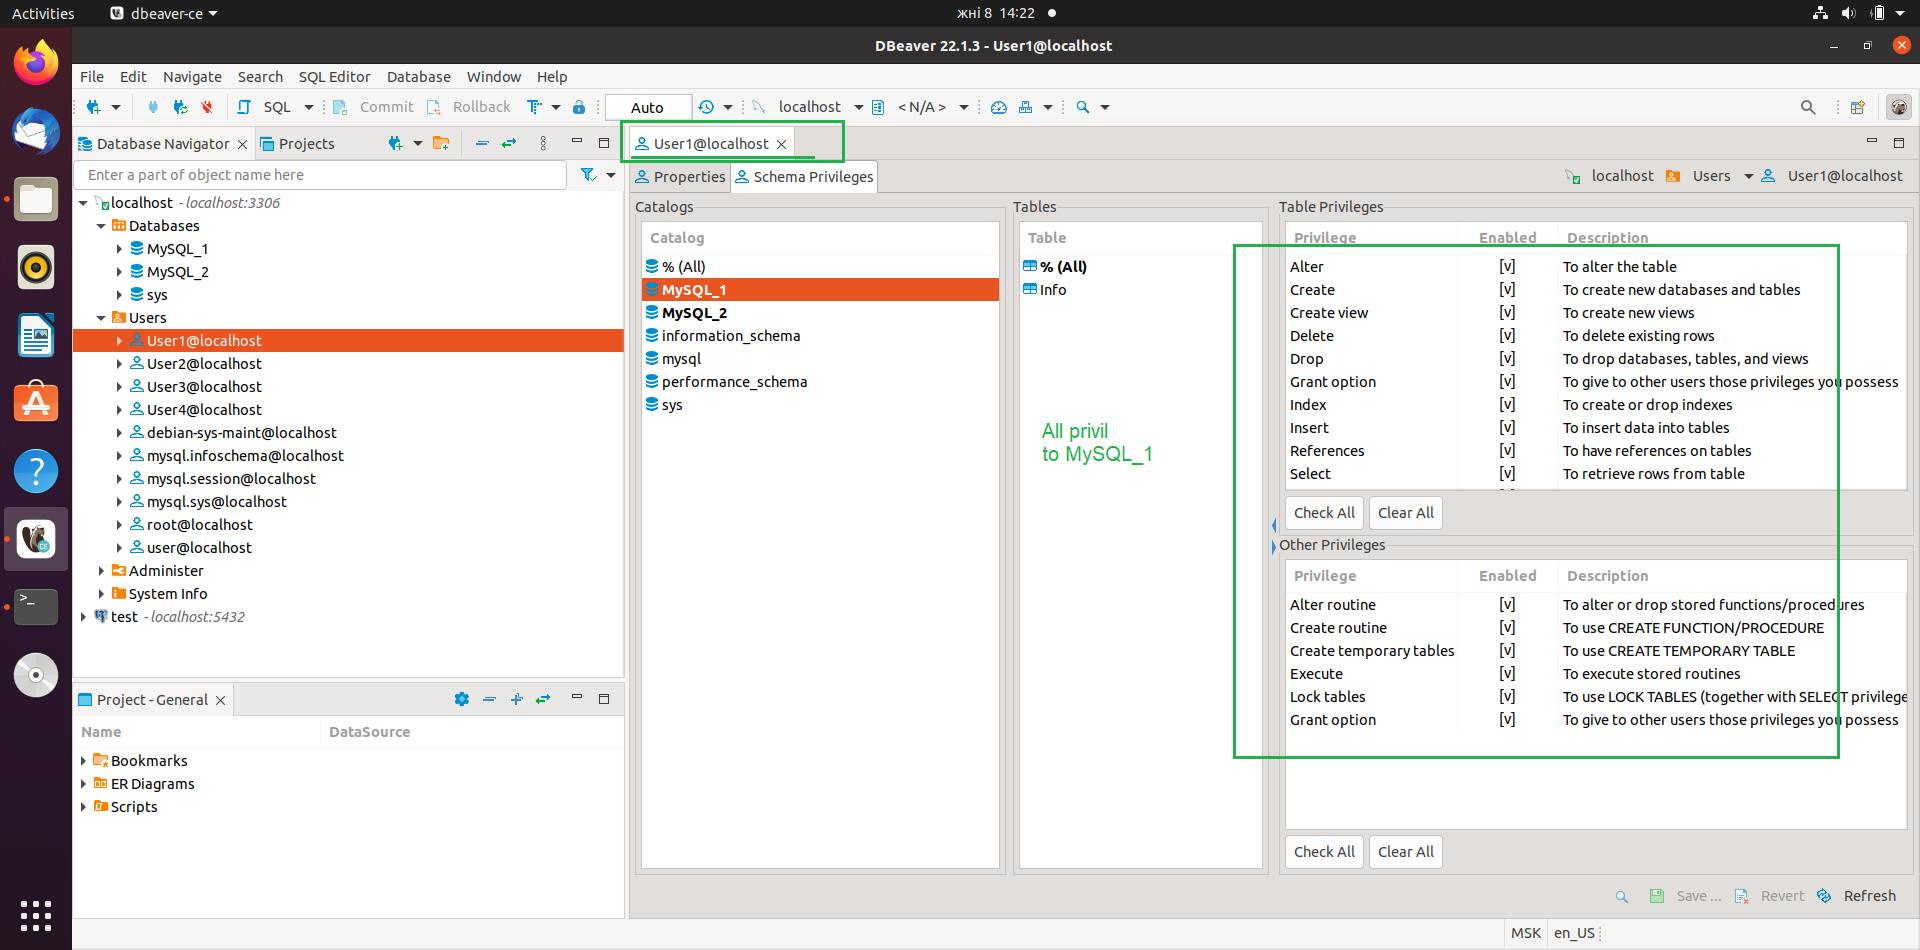 Activities
dbeaver-ce
жні 8 14:22
DBeaver 22.1.3 - User1@localhost
File Edit Navigate Search SQL Editor Database Window Help
SQL Commit Rollback Auto localhost < N/A >
Database Navigator
Projects
User1@localhost
Enter a part of object name here
Properties
Schema Privileges
localhost Users User1@localhost
localhost - localhost:3306
Databases
MySQL_1
MySQL_2
sys
Users
User1@localhost
User2@localhost
User3@localhost
User4@localhost
debian-sys-maint@localhost
mysql.infoschema@localhost
mysql.session@localhost
mysql.sys@localhost
root@localhost
user@localhost
Administer
System Info
test - localhost:5432
Project - General
Name DataSource
Bookmarks
ER Diagrams
Scripts
Catalogs
Catalog
% (All)
MySQL_1
MySQL_2
information_schema
mysql
performance_schema
sys
Tables
Table
% (All)
Info
All privil
to MySQL_1
Table Privileges
Privilege Enabled Description
Alter [v] To alter the table
Create [v] To create new databases and tables
Create view [v] To create new views
Delete [v] To delete existing rows
Drop [v] To drop databases, tables, and views
Grant option [v] To give to other users those privileges you possess
Index [v] To create or drop indexes
Insert [v] To insert data into tables
References [v] To have references on tables
Select [v] To retrieve rows from table
Check All Clear All
Other Privileges
Privilege Enabled Description
Alter routine [v] To alter or drop stored functions/procedures
Create routine [v] To use CREATE FUNCTION/PROCEDURE
Create temporary tables [v] To use CREATE TEMPORARY TABLE
Execute [v] To execute stored routines
Lock tables [v] To use LOCK TABLES (together with SELECT privilege
Grant option [v] To give to other users those privileges you possess
Check All Clear All
Save ... Revert Refresh
MSK en_US